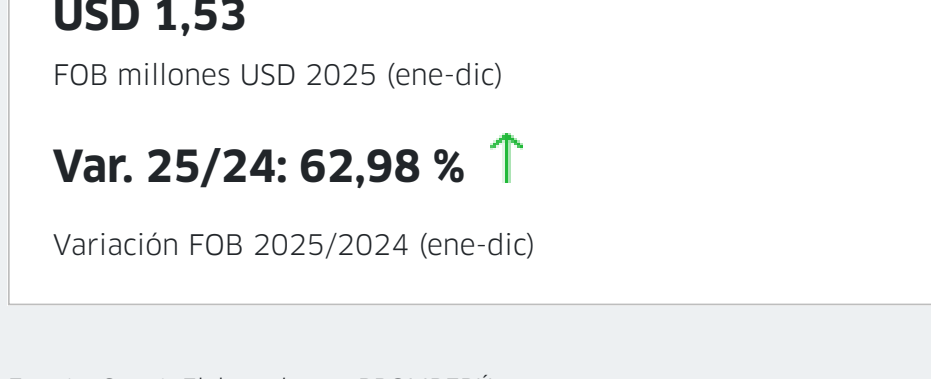 USD 1,53
FOB millones USD 2025 (ene-dic)
Var. 25/24: 62,98 %
Variación FOB 2025/2024 (ene-dic)